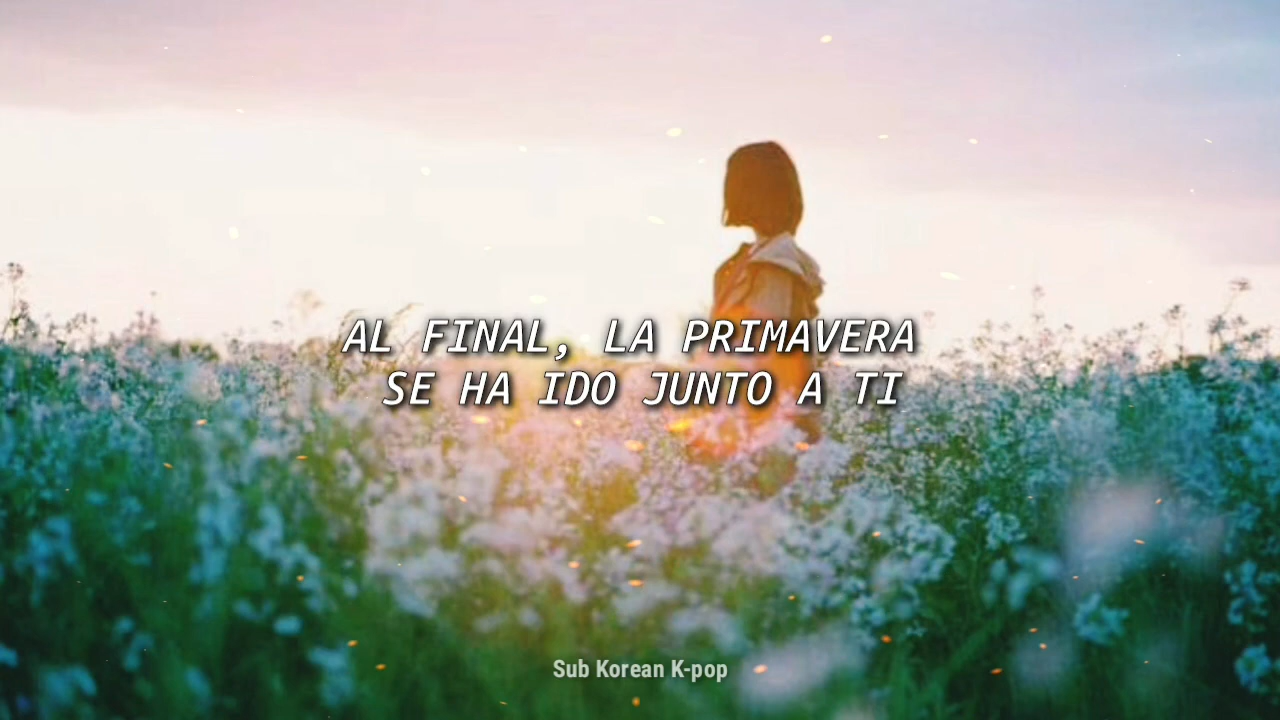 AL FINAL, LA PRIMAVERA
SE HA IDO JUNTO A TI
Sub Korean K-pop